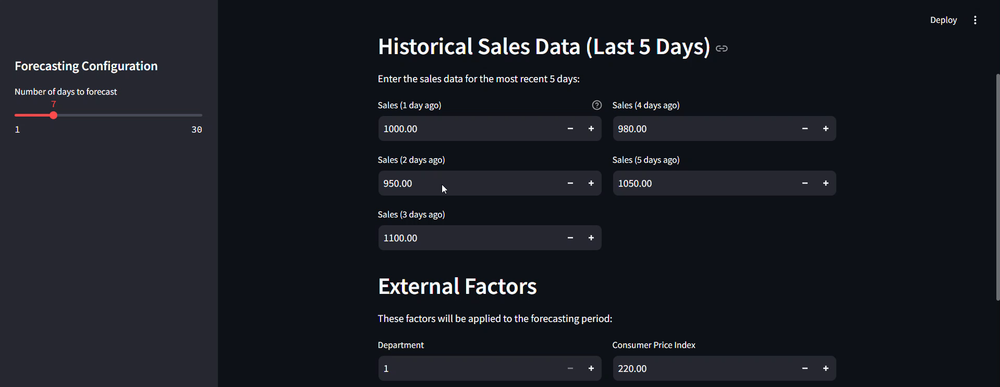 Deploy
Forecasting Configuration
Number of days to forecast
7
1 30
Historical Sales Data (Last 5 Days)
Enter the sales data for the most recent 5 days:
Sales (1 day ago)
1000.00
Sales (2 days ago)
950.00
Sales (3 days ago)
1100.00
Sales (4 days ago)
980.00
Sales (5 days ago)
1050.00
External Factors
These factors will be applied to the forecasting period:
Department
1
Consumer Price Index
220.00